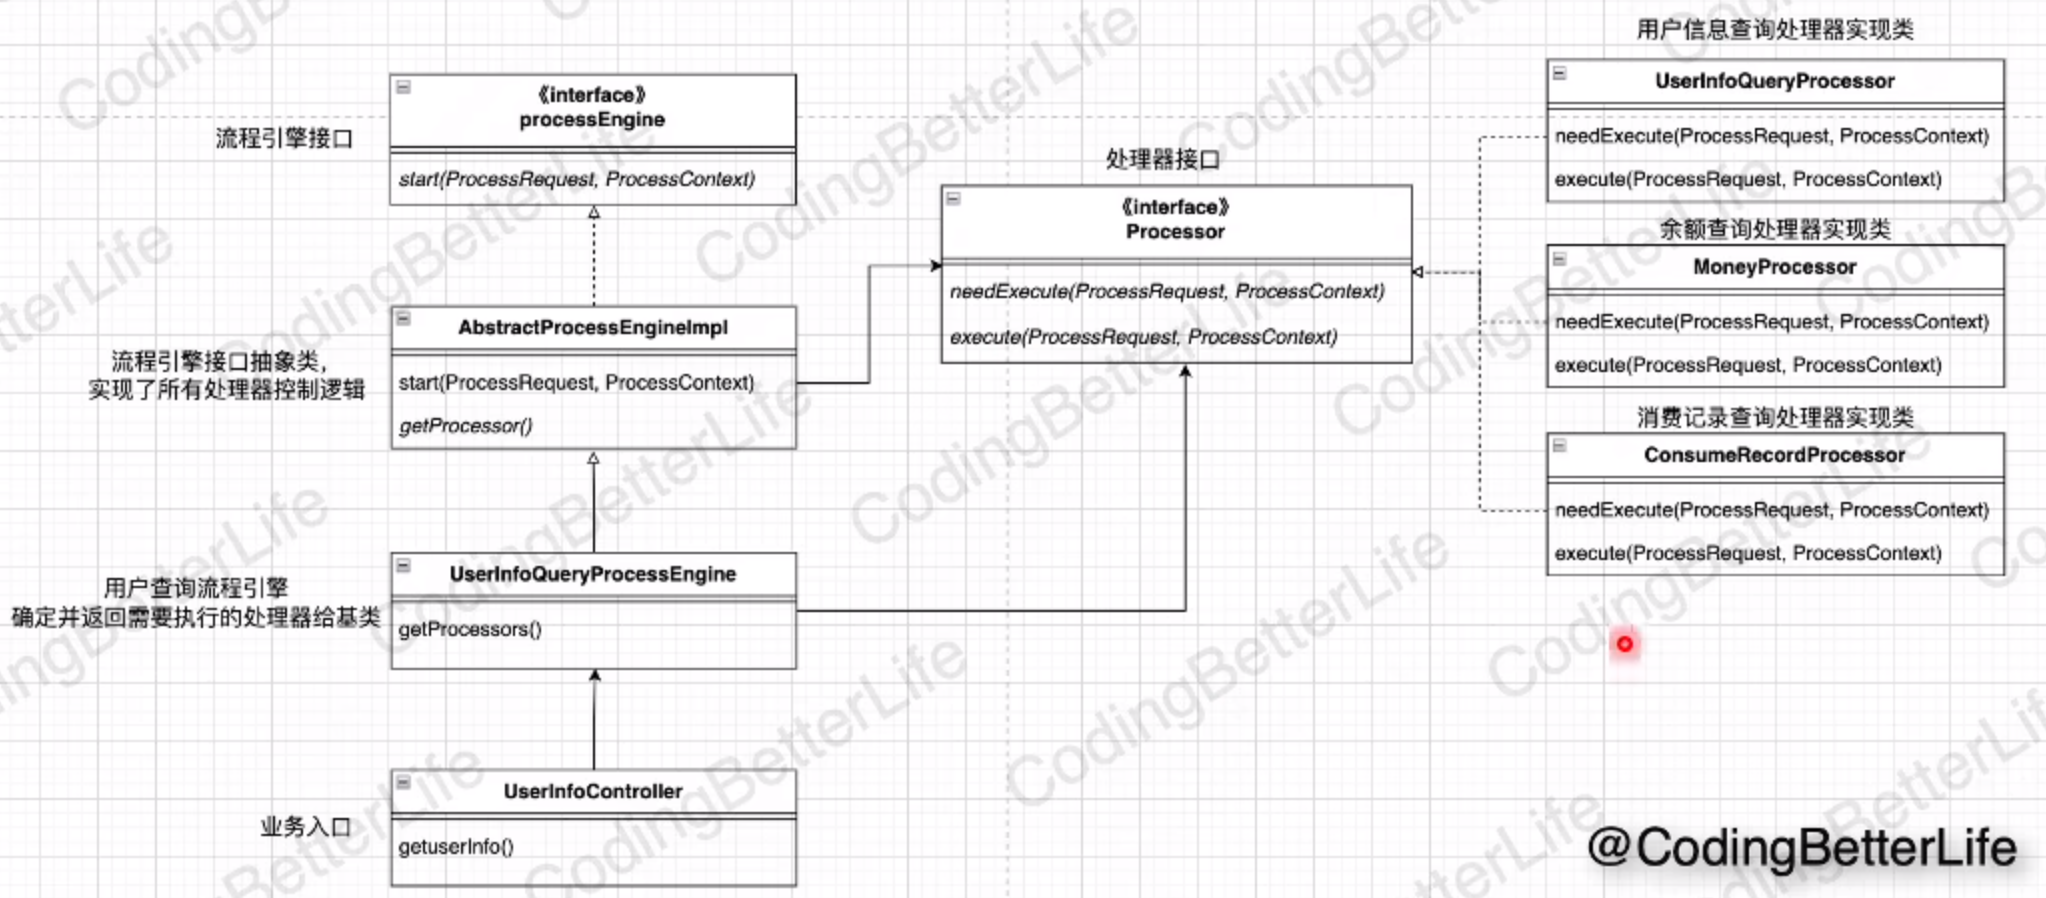 流程引擎接口
《interface》
processEngine
start(ProcessRequest, ProcessContext)
流程引擎接口抽象类，
实现了所有处理器控制逻辑
AbstractProcessEngineImpl
start(ProcessRequest, ProcessContext)
getProcessor()
用户查询流程引擎
确定并返回需要执行的处理器给基类
UserInfoQueryProcessEngine
getProcessors()
业务入口
UserInfoController
getuserInfo()
处理器接口
《interface》
Processor
needExecute(ProcessRequest, ProcessContext)
execute(ProcessRequest, ProcessContext)
用户信息查询处理器实现类
UserInfoQueryProcessor
needExecute(ProcessRequest, ProcessContext)
execute(ProcessRequest, ProcessContext)
余额查询处理器实现类
MoneyProcessor
needExecute(ProcessRequest, ProcessContext)
execute(ProcessRequest, ProcessContext)
消费记录查询处理器实现类
ConsumeRecordProcessor
needExecute(ProcessRequest, ProcessContext)
execute(ProcessRequest, ProcessContext)
@CodingBetterLife